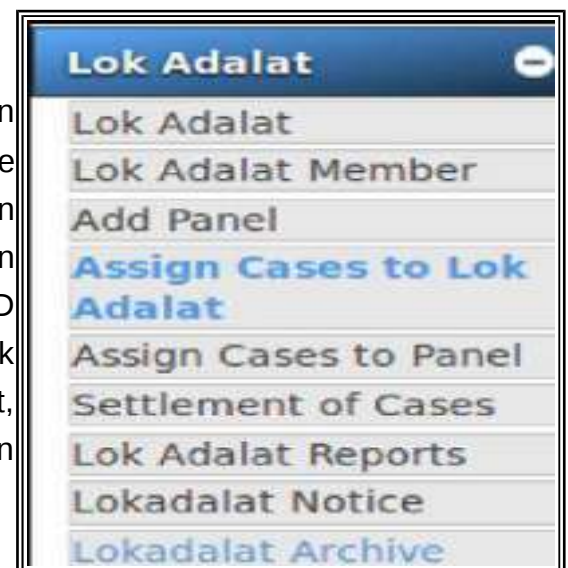 Lok Adalat
Lok Adalat
Lok Adalat Member
Add Panel
Assign Cases to Lok
Adalat
Assign Cases to Panel
Settlement of Cases
Lok Adalat Reports
Lokadalat Notice
Lokadalat Archive